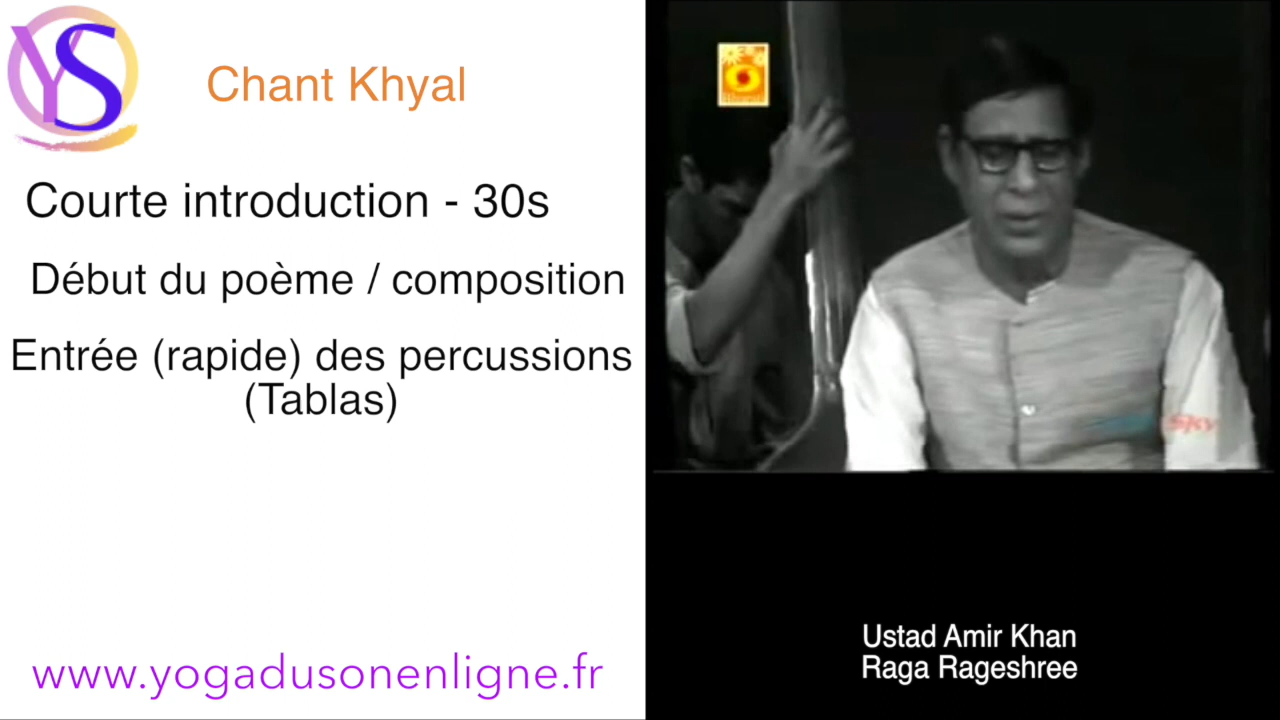 YS
Chant Khyal
Courte introduction - 30s
Début du poème / composition
Entrée (rapide) des percussions
(Tablas)
www.yogadusonenligne.fr
Sky
Ustad Amir Khan
Raga Rageshree